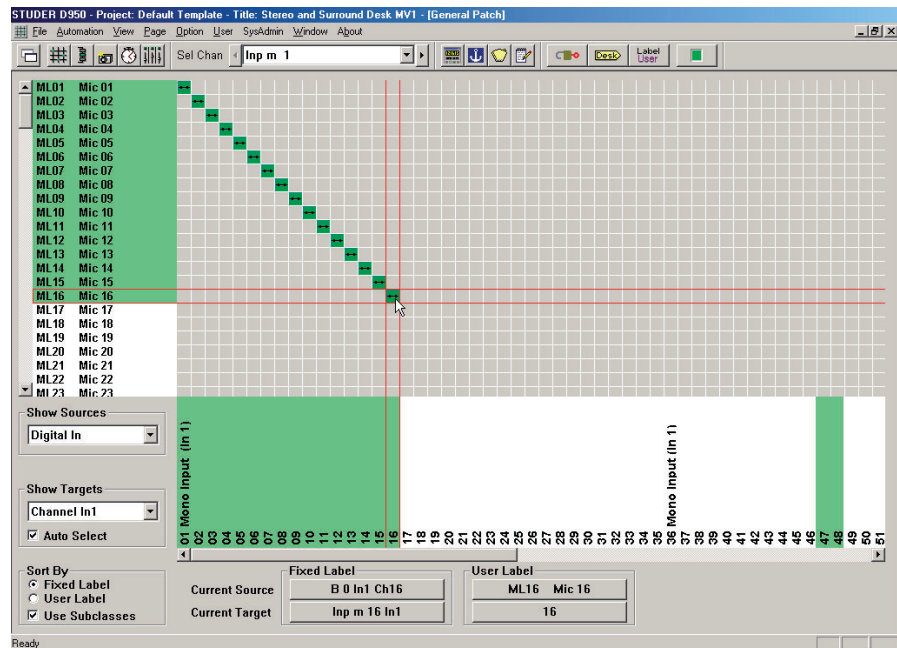 STUDER D950 - Project: Default Template - Title: Stereo and Surround Desk MV1 - [General Patch]
File Automation View Page Option User SysAdmin Window About
Sel Chan Inp m 1 Desk Label User
ML01 Mic 01
ML02 Mic 02
ML03 Mic 03
ML04 Mic 04
ML05 Mic 05
ML06 Mic 06
ML07 Mic 07
ML08 Mic 08
ML09 Mic 09
ML10 Mic 10
ML11 Mic 11
ML12 Mic 12
ML13 Mic 13
ML14 Mic 14
ML15 Mic 15
ML16 Mic 16
ML17 Mic 17
ML18 Mic 18
ML19 Mic 19
ML20 Mic 20
ML21 Mic 21
ML22 Mic 22
ML23 Mic 23
Show Sources
Digital In
Show Targets
Channel In1
Auto Select
01 Mono Input (In 1)
02
03
04
05
06
07
08
09
10
11
12
13
14
15
16
17
18
19
20
21
22
23
24
25
26
27
28
29
30
31
32
33
34
35
36 Mono Input (In 1)
37
38
39
40
41
42
43
44
45
46
47
48
49
50
51
Sort By
Fixed Label
User Label
Use Subclasses
Fixed Label User Label
Current Source B 0 In1 Ch16 ML16 Mic 16
Current Target Inp m 16 In1 16
Ready